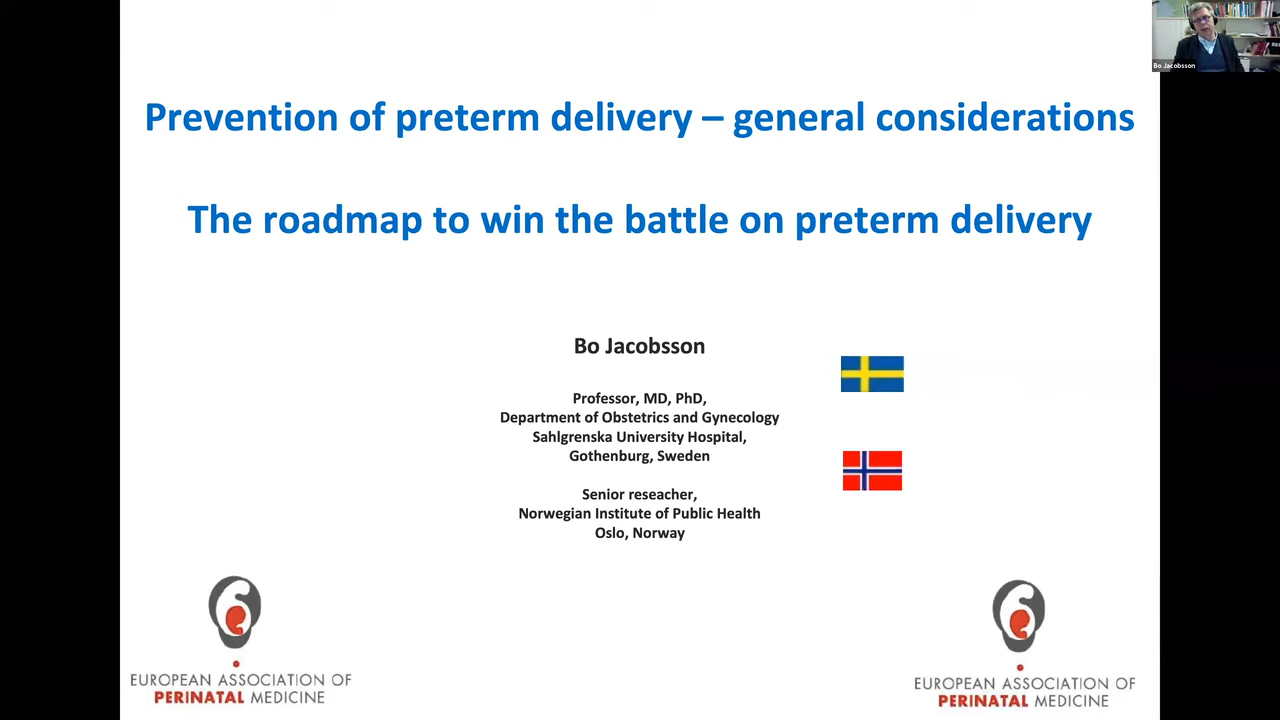 Bo Jacobsson
Prevention of preterm delivery – general considerations
The roadmap to win the battle on preterm delivery
Bo Jacobsson
Professor, MD, PhD,
Department of Obstetrics and Gynecology
Sahlgrenska University Hospital,
Gothenburg, Sweden
Senior reseacher,
Norwegian Institute of Public Health
Oslo, Norway
EUROPEAN ASSOCIATION OF
PERINATAL MEDICINE
EUROPEAN ASSOCIATION OF
PERINATAL MEDICINE